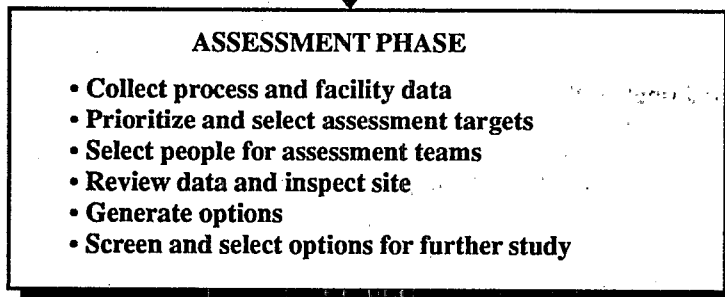 ASSESSMENT PHASE
• Collect process and facility data
• Prioritize and select assessment targets
• Select people for assessment teams
• Review data and inspect site
• Generate options
• Screen and select options for further study